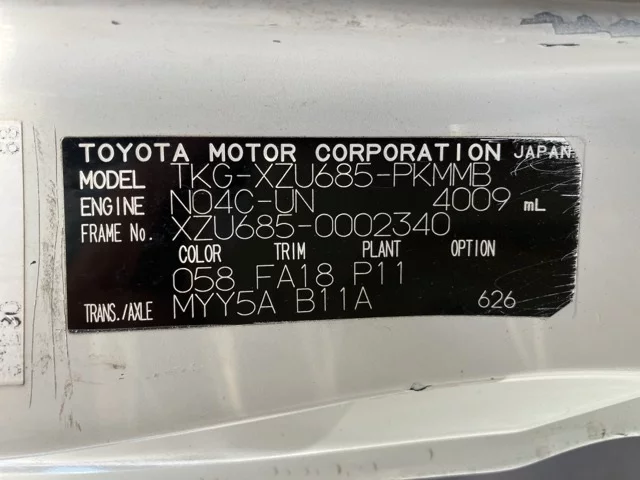 TOYOTA MOTOR CORPORATION JAPAN
MODEL TKG-XZU685-PKMMB
ENGINE N04C-UN 4009 mL
FRAME No. XZU685-0002340
COLOR TRIM PLANT OPTION
058 FA18 P11
TRANS./AXLE MYY5A B11A 626